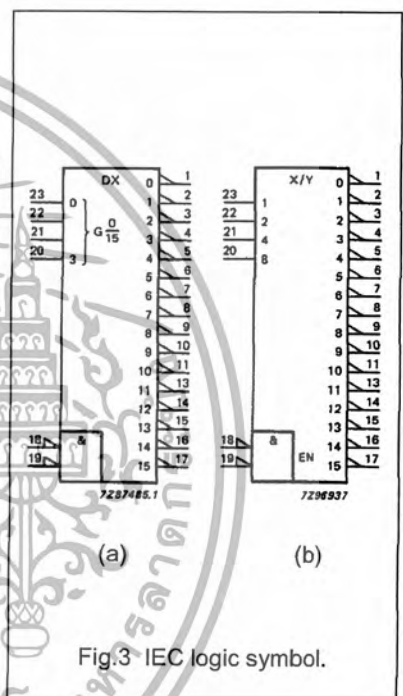 DX
0 1
23 0 1 2
22 2 3
21 G 0/15 3 4
20 3 4 5
5 6
6 7
7 8
8 9
9 10
10 11
11 13
12 14
13 15
18 & 14 16
19 15 17
7Z87485.1
(a)
X/Y
0 1
23 1 1 2
22 2 2 3
21 4 3 4
20 8 4 5
5 6
6 7
7 8
8 9
9 10
10 11
11 13
12 14
13 15
18 & 14 16
19 EN 15 17
7Z96937
(b)
Fig.3 IEC logic symbol.